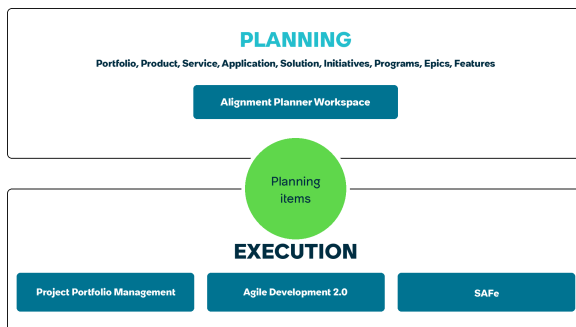 PLANNING
Portfolio, Product, Service, Application, Solution, Initiatives, Programs, Epics, Features
Alignment Planner Workspace
Planning
items
EXECUTION
Project Portfolio Management
Agile Development 2.0
SAFe